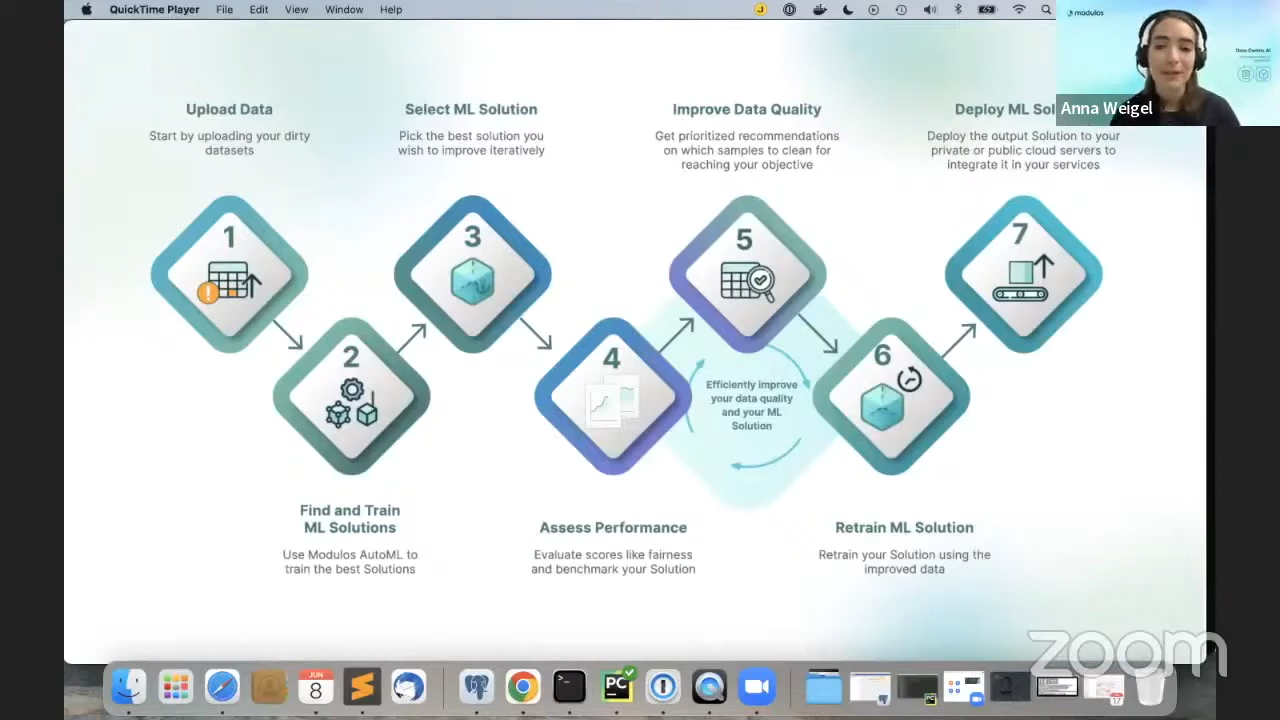 QuickTime Player File Edit View Window Help
modulos
Anna Weigel
Upload Data
Start by uploading your dirty
datasets
Select ML Solution
Pick the best solution you
wish to improve iteratively
Improve Data Quality
Get prioritized recommendations
on which samples to clean for
reaching your objective
Deploy ML Sol
Deploy the output Solution to your
private or public cloud servers to
integrate it in your services
1
3
5
7
2
4
6
Efficiently improve
your data quality
and your ML
Solution
Find and Train
ML Solutions
Use Modulos AutoML to
train the best Solutions
Assess Performance
Evaluate scores like fairness
and benchmark your Solution
Retrain ML Solution
Retrain your Solution using the
improved data
zoom
JUN
8
PC
17